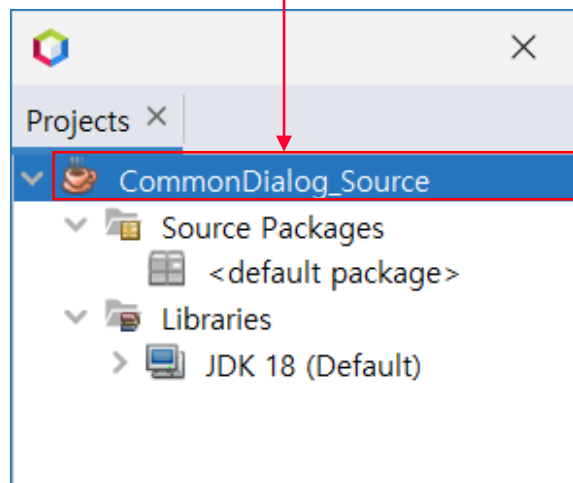 Projects
CommonDialog_Source
Source Packages
<default package>
Libraries
JDK 18 (Default)